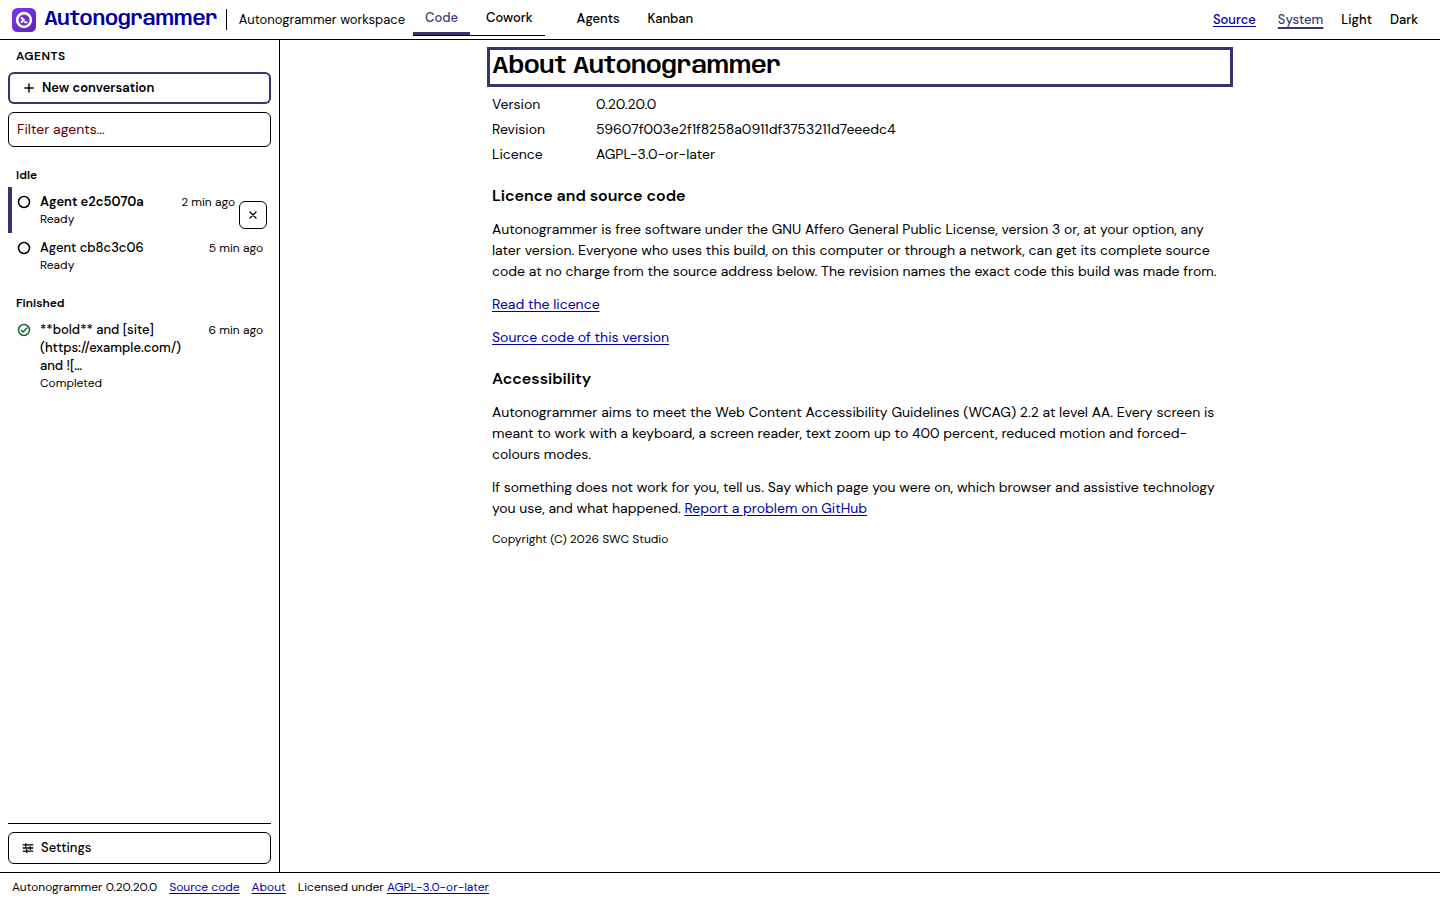 Autonogrammer
Autonogrammer workspace
Code
Cowork
Agents
Kanban
Source
System
Light
Dark
AGENTS
New conversation
Filter agents...
Idle
Agent e2c5070a
2 min ago
Ready
Agent cb8c3c06
5 min ago
Ready
Finished
**bold** and [site]
6 min ago
(https://example.com/)
and ![...
Completed
Settings
About Autonogrammer
Version 0.20.20.0
Revision 59607f003e2f1f8258a0911df3753211d7eeedc4
Licence AGPL-3.0-or-later
Licence and source code
Autonogrammer is free software under the GNU Affero General Public License, version 3 or, at your option, any
later version. Everyone who uses this build, on this computer or through a network, can get its complete source
code at no charge from the source address below. The revision names the exact code this build was made from.
Read the licence
Source code of this version
Accessibility
Autonogrammer aims to meet the Web Content Accessibility Guidelines (WCAG) 2.2 at level AA. Every screen is
meant to work with a keyboard, a screen reader, text zoom up to 400 percent, reduced motion and forced-
colours modes.
If something does not work for you, tell us. Say which page you were on, which browser and assistive technology
you use, and what happened. Report a problem on GitHub
Copyright (C) 2026 SWC Studio
Autonogrammer 0.20.20.0 Source code About Licensed under AGPL-3.0-or-later